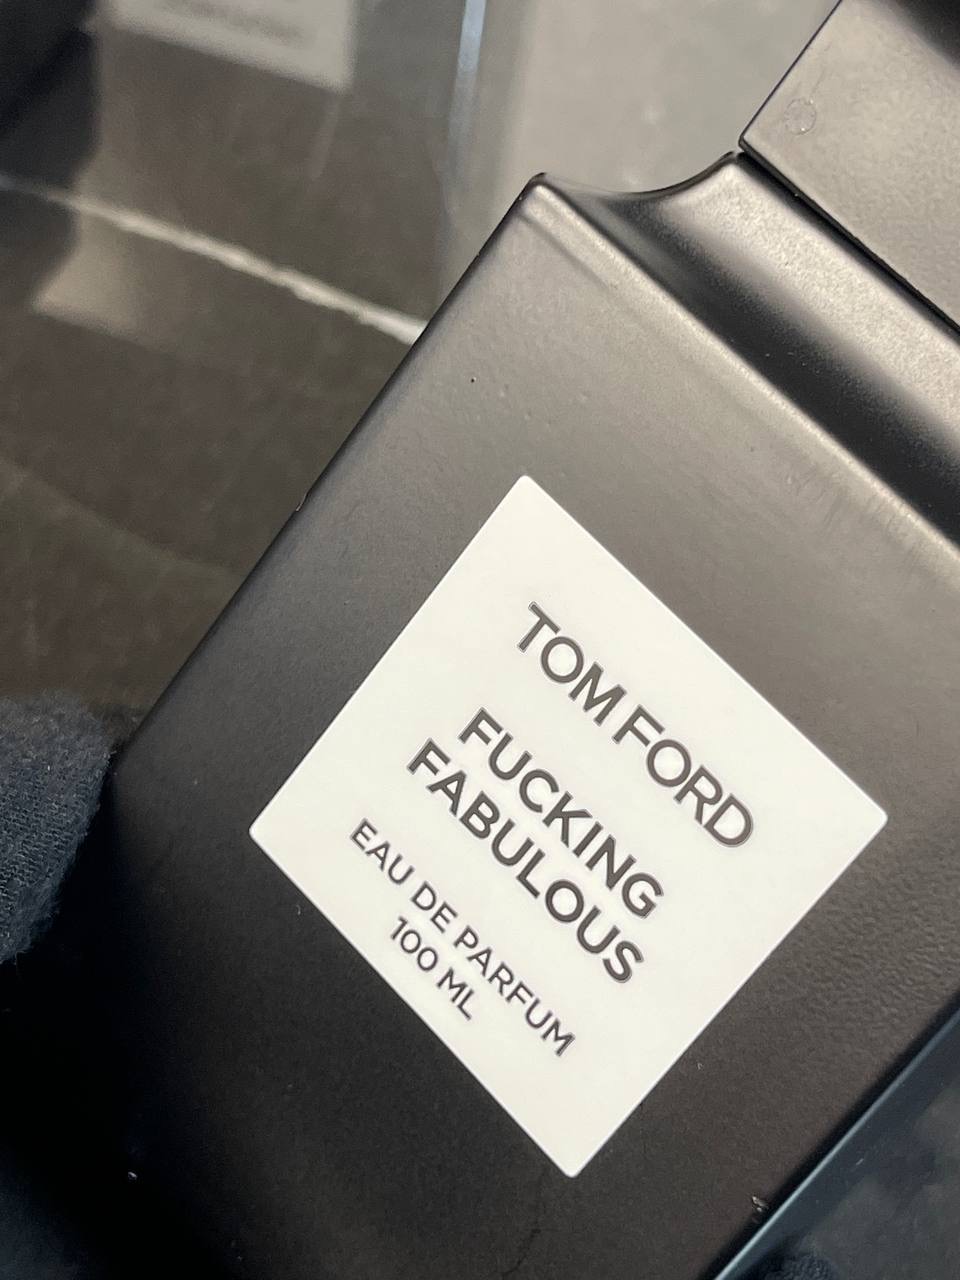 TOM FORD
FUCKING
FABULOUS
EAU DE PARFUM
100 ML